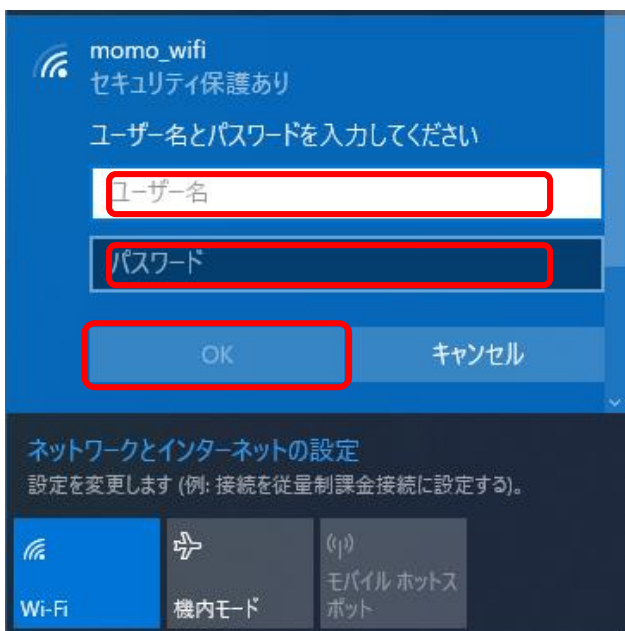 momo_wifi
セキュリティ保護あり
ユーザー名とパスワードを入力してください
ユーザー名
パスワード
OK
キャンセル
ネットワークとインターネットの設定
設定を変更します (例: 接続を従量制課金接続に設定する)。
Wi-Fi
機内モード
モバイル ホットス
ポット